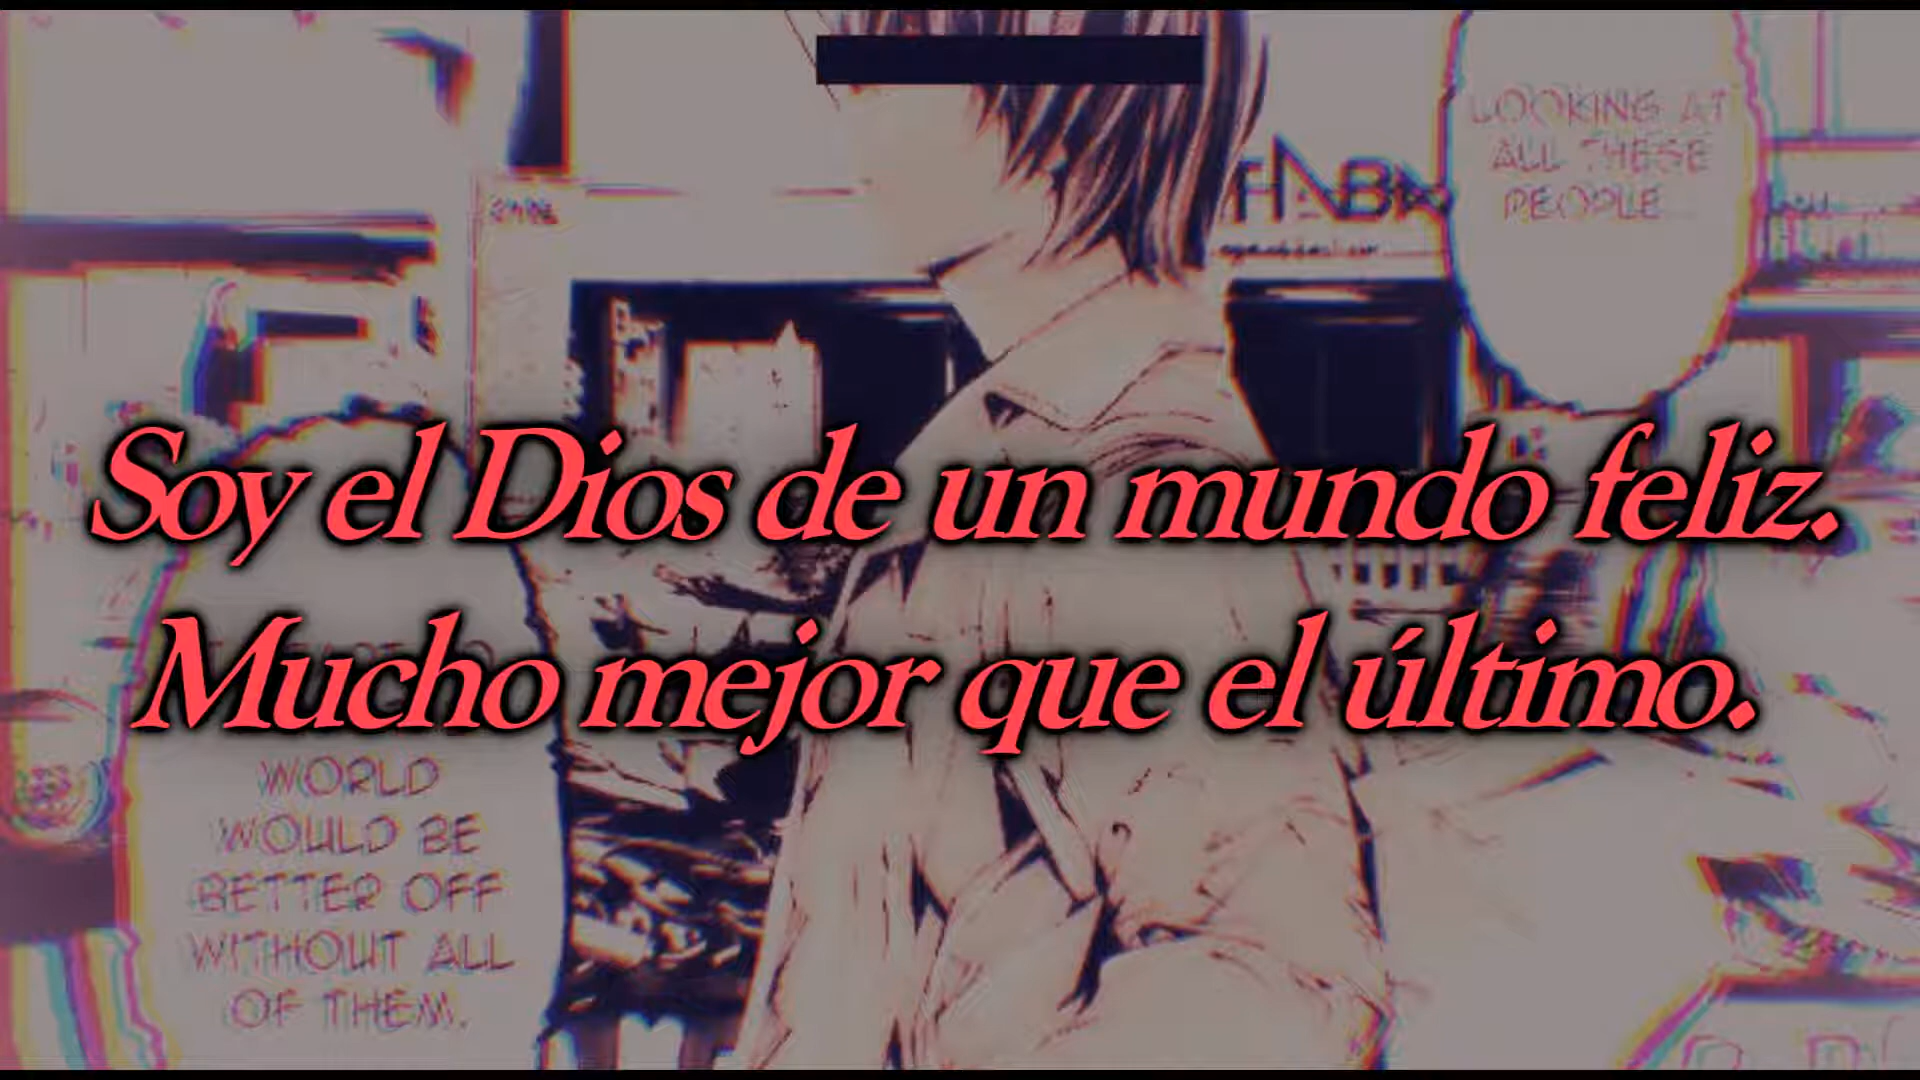 LOOKING AT
ALL THESE
PEOPLE
Soy el Dios de un mundo feliz.
Mucho mejor que el último.
WORLD
WOULD BE
BETTER OFF
WITHOUT ALL
OF THEM.